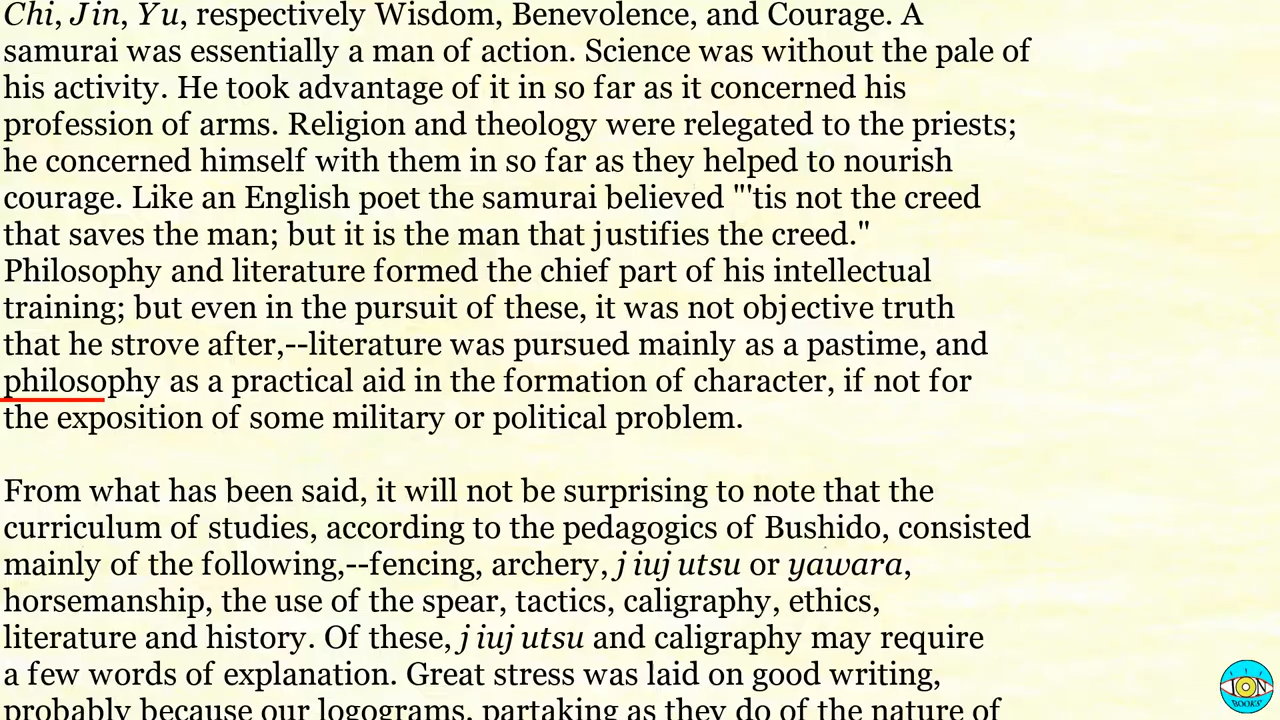 Chi, Jin, Yu, respectively Wisdom, Benevolence, and Courage. A
samurai was essentially a man of action. Science was without the pale of
his activity. He took advantage of it in so far as it concerned his
profession of arms. Religion and theology were relegated to the priests;
he concerned himself with them in so far as they helped to nourish
courage. Like an English poet the samurai believed "'tis not the creed
that saves the man; but it is the man that justifies the creed."
Philosophy and literature formed the chief part of his intellectual
training; but even in the pursuit of these, it was not objective truth
that he strove after,--literature was pursued mainly as a pastime, and
philosophy as a practical aid in the formation of character, if not for
the exposition of some military or political problem.
From what has been said, it will not be surprising to note that the
curriculum of studies, according to the pedagogics of Bushido, consisted
mainly of the following,--fencing, archery, jiujutsu or yawara,
horsemanship, the use of the spear, tactics, caligraphy, ethics,
literature and history. Of these, jiujutsu and caligraphy may require
a few words of explanation. Great stress was laid on good writing,
probably because our logograms, partaking as they do of the nature of
ION
BOOKS